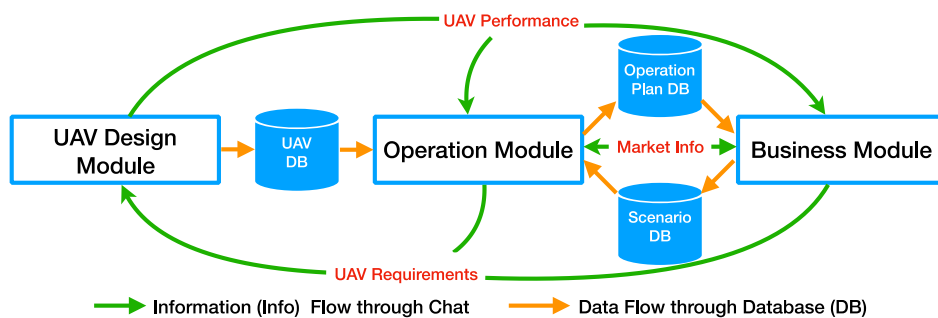 UAV Performance
Operation
Plan DB
UAV Design
Module
UAV
DB
Operation Module
Market Info
Business Module
Scenario
DB
UAV Requirements
Information (Info) Flow through Chat
Data Flow through Database (DB)